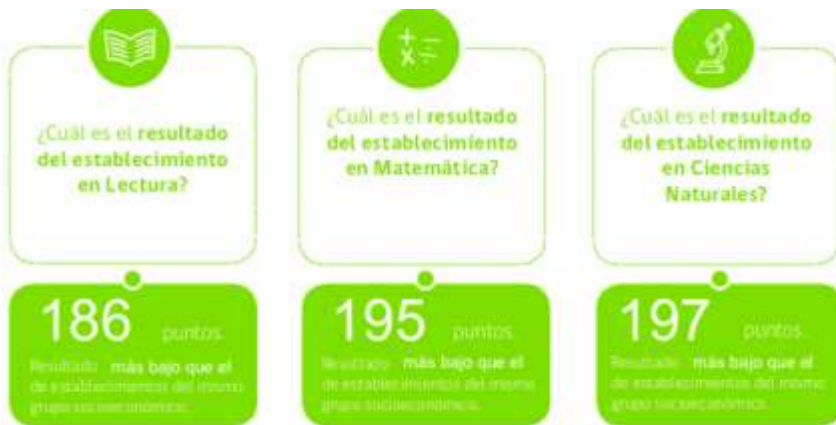 ¿Cuál es el resultado
del establecimiento
en Lectura?
186 puntos
Resultado más bajo que el
de establecimientos del mismo
grupo socioeconómico.
¿Cuál es el resultado
del establecimiento
en Matemática?
195 puntos
Resultado más bajo que el
de establecimientos del mismo
grupo socioeconómico.
¿Cuál es el resultado
del establecimiento
en Ciencias
Naturales?
197 puntos
Resultado más bajo que el
de establecimientos del mismo
grupo socioeconómico.